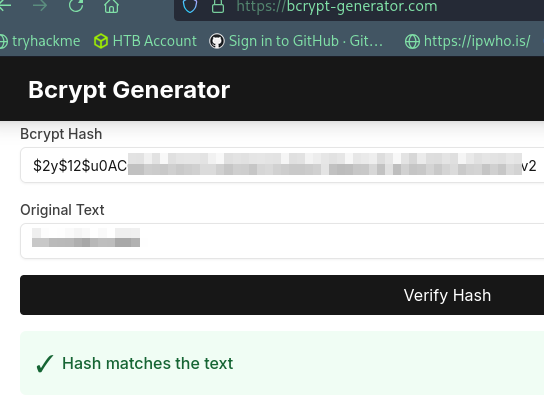 https://bcrypt-generator.com
tryhackme HTB Account Sign in to GitHub · Git... https://ipwho.is/
Bcrypt Generator
Bcrypt Hash
$2y$12$u0AC v2
Original Text
Verify Hash
✓ Hash matches the text